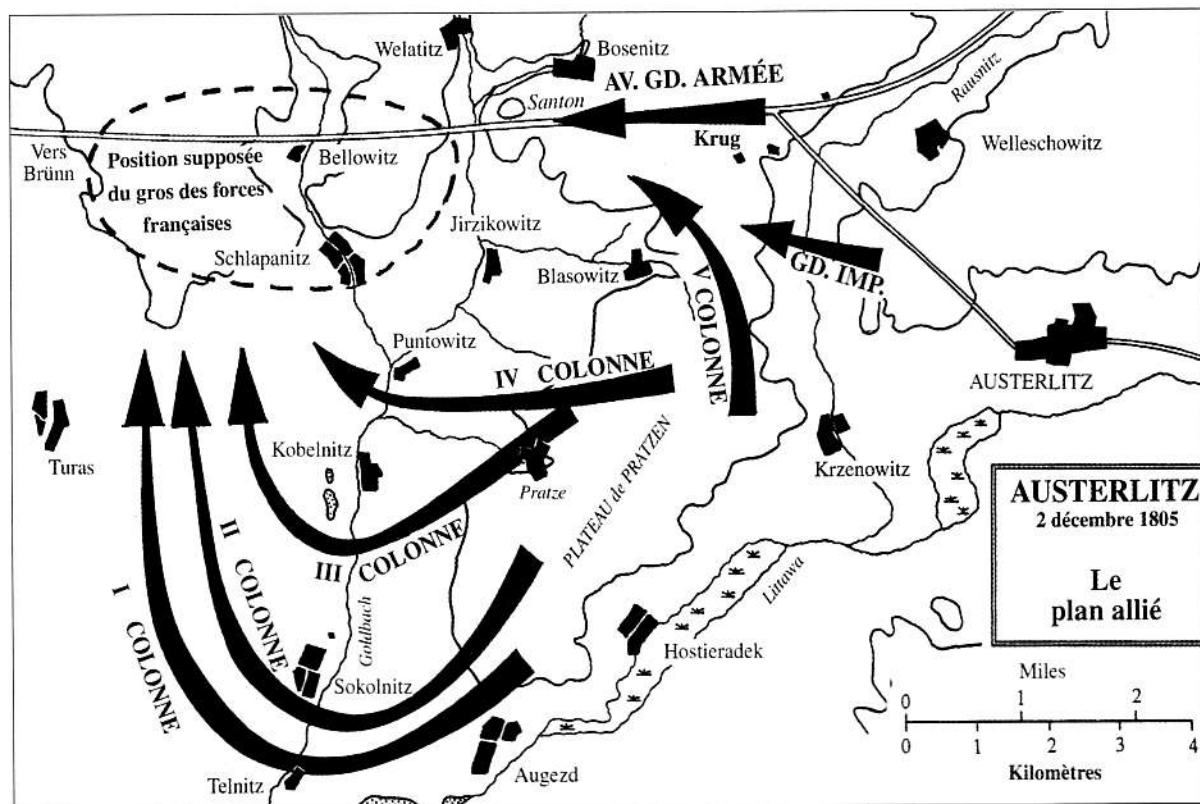 Welatitz
Bosenitz
AV. GD. ARMÉE
Santon
Krug
Rausnitz
Welleschowitz
Vers
Brünn
Position supposée
du gros des forces
françaises
Bellowitz
Jirzikowitz
Schlapanitz
Blasowitz
V COLONNE
GD. IMP.
Puntowitz
IV COLONNE
AUSTERLITZ
Turas
Kobelnitz
Pratze
Krzenowitz
PLATEAU de PRATZEN
II COLONNE
III COLONNE
I COLONNE
Goldbach
Littawa
Hostieradek
Sokolnitz
Telnitz
Augezd
AUSTERLITZ
2 décembre 1805
Le
plan allié
Miles
0 1 2
0 1 2 3 4
Kilomètres